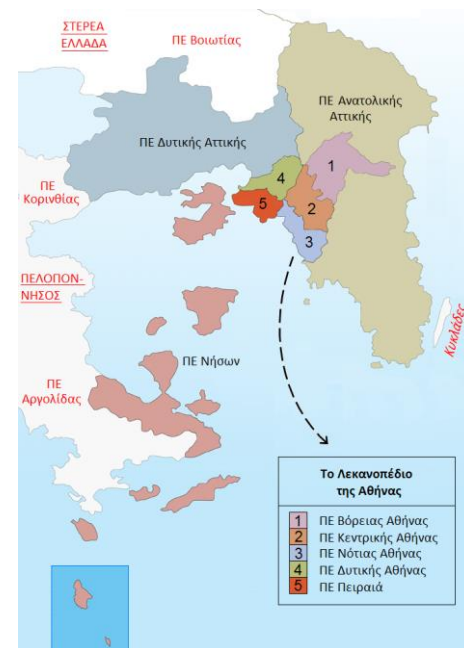 ΣΤΕΡΕΑ
ΕΛΛΑΔΑ
ΠΕ Βοιωτίας
ΠΕ Ανατολικής
Αττικής
ΠΕ Δυτικής Αττικής
1
4
ΠΕ
Κορινθίας
5
2
3
ΠΕΛΟΠΟΝ-
ΝΗΣΟΣ
Κυκλάδες
ΠΕ Νήσων
ΠΕ
Αργολίδας
Το Λεκανοπέδιο
της Αθήνας
1 ΠΕ Βόρειας Αθήνας
2 ΠΕ Κεντρικής Αθήνας
3 ΠΕ Νότιας Αθήνας
4 ΠΕ Δυτικής Αθήνας
5 ΠΕ Πειραιά